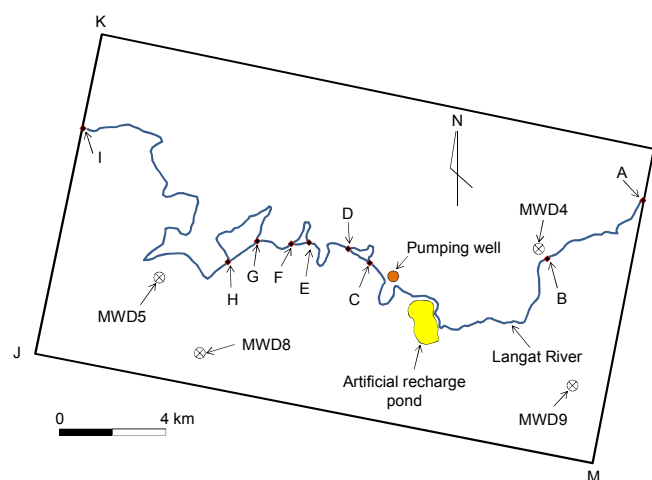 K
N
A
I
D
MWD4
Pumping well
G
F
E
C
B
H
MWD5
J
MWD8
Langat River
Artificial recharge
pond
MWD9
0
4 km
M